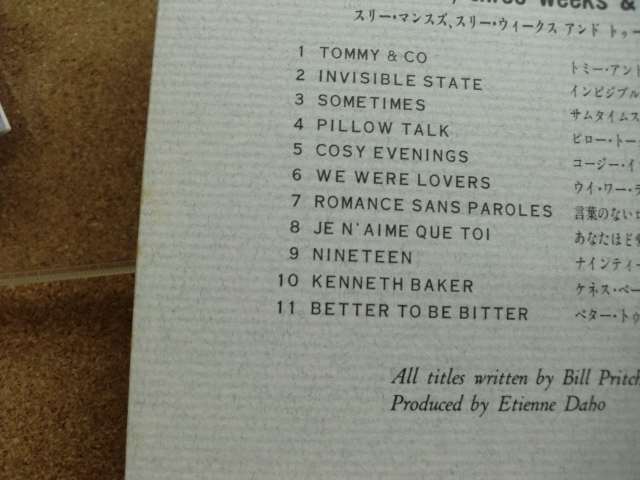 three weeks &
スリー・マンスズ、スリー・ウィークス アンド トゥー
1 TOMMY & CO トミー・アンド
2 INVISIBLE STATE インビジブル
3 SOMETIMES サムタイムス
4 PILLOW TALK ピロー・トー
5 COSY EVENINGS コージー・イ
6 WE WERE LOVERS ウイ・ワー・ラ
7 ROMANCE SANS PAROLES 言葉のないロ
8 JE N'AIME QUE TOI あなたほど愛
9 NINETEEN ナインティー
10 KENNETH BAKER ケネス・ベー
11 BETTER TO BE BITTER ベター・トゥ
All titles written by Bill Pritch
Produced by Etienne Daho